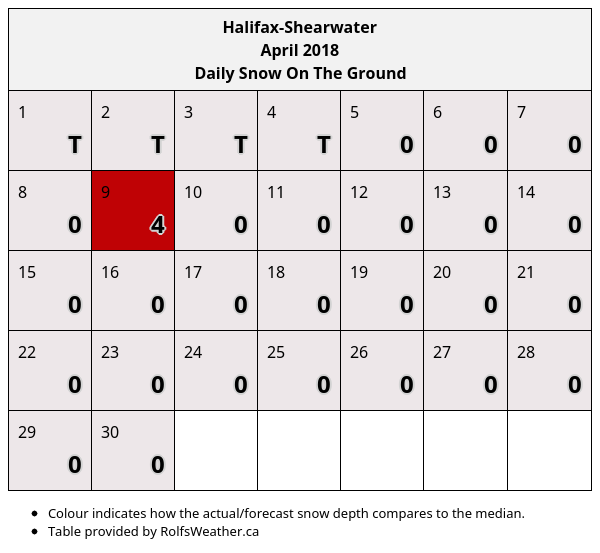 Halifax-Shearwater
April 2018
Daily Snow On The Ground
1 2 3 4 5 6 7
T T T T 0 0 0
8 9 10 11 12 13 14
0 4 0 0 0 0 0
15 16 17 18 19 20 21
0 0 0 0 0 0 0
22 23 24 25 26 27 28
0 0 0 0 0 0 0
29 30
0 0
• Colour indicates how the actual/forecast snow depth compares to the median.
• Table provided by RolfsWeather.ca